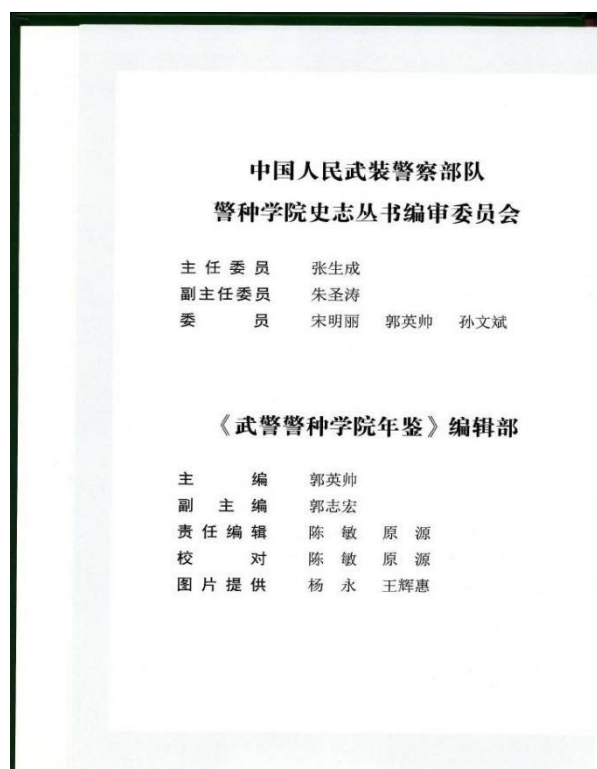 中国人民武装警察部队
警种学院史志丛书编审委员会
主任委员 张生成
副主任委员 朱圣涛
委员 宋明丽 郭英帅 孙文斌
《武警警种学院年鉴》编辑部
主编 郭英帅
副主编 郭志宏
责任编辑 陈敏 原源
校对 陈敏 原源
图片提供 杨永 王辉惠